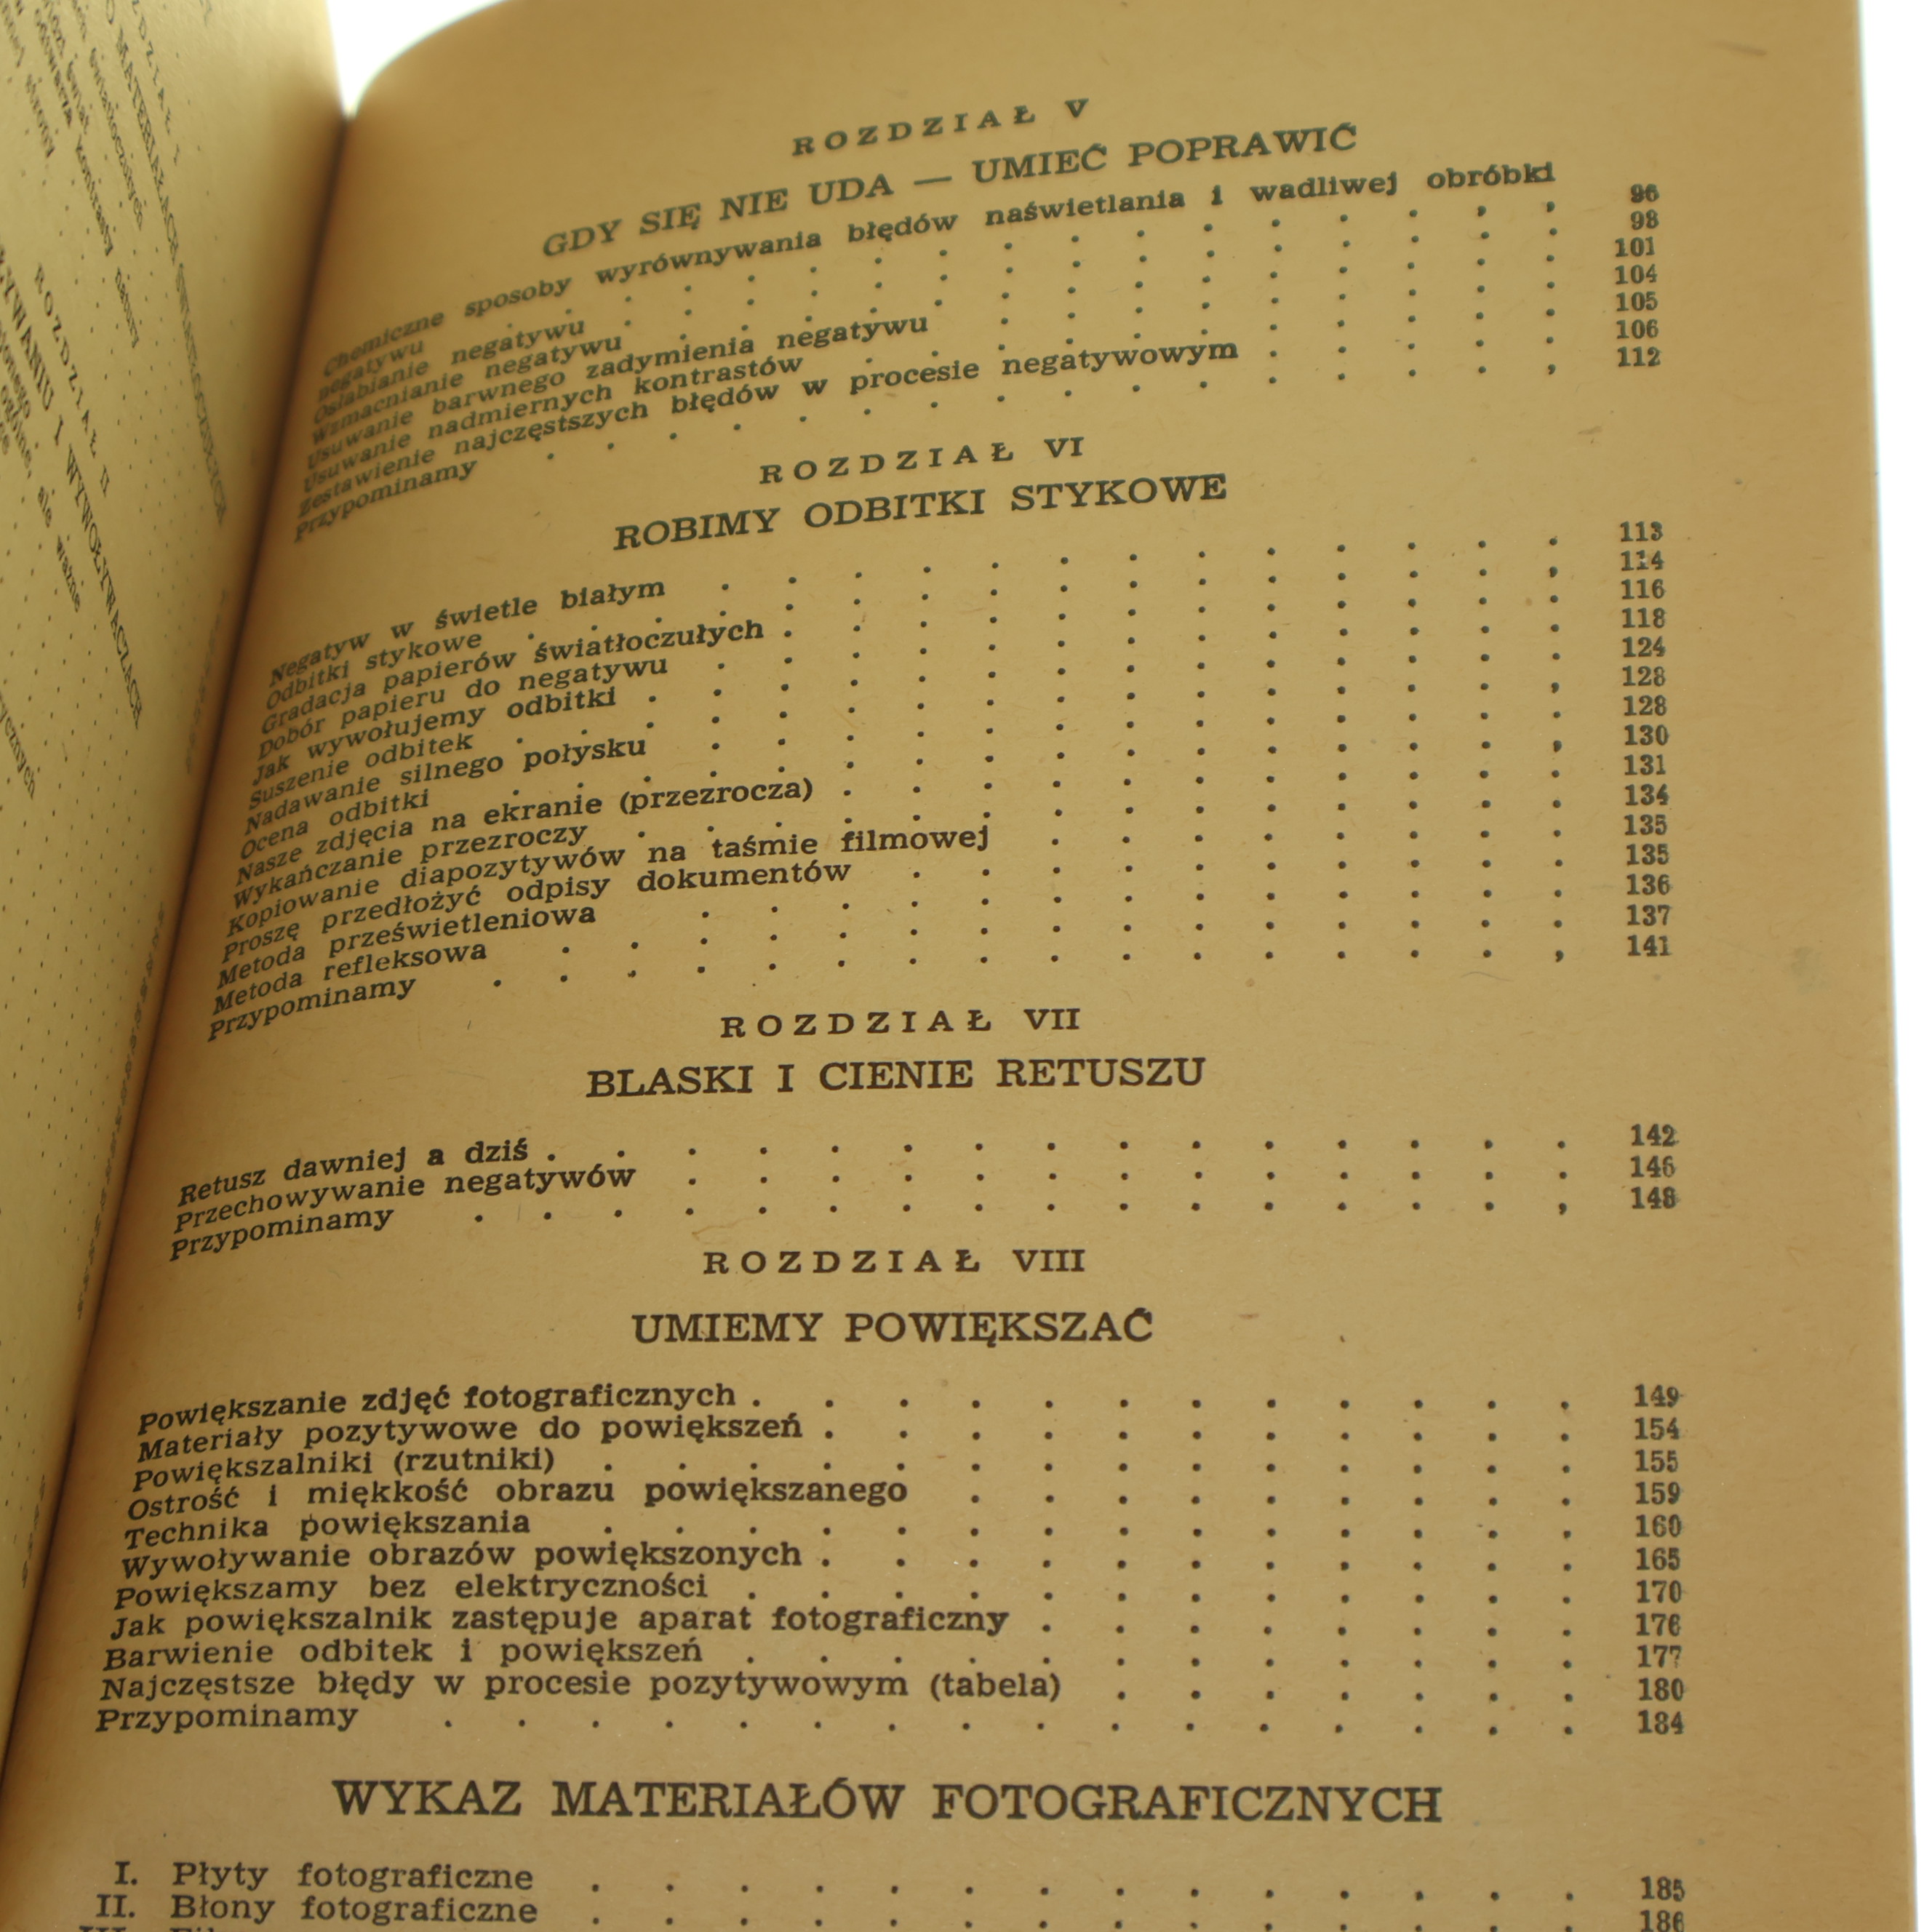 ROZDZIAŁ V
GDY SIĘ NIE UDA — UMIEĆ POPRAWIĆ
Chemiczne sposoby wyrównywania błędów naświetlania i wadliwej obróbki
negatywu . . . . . . . . . . . . . . . . 96
Osłabianie negatywu . . . . . . . . . . . . . . 98
Wzmacnianie negatywu . . . . . . . . . . . . . . 101
Usuwanie barwnego zadymienia negatywu . . . . . . . . . 104
Usuwanie nadmiernych kontrastów . . . . . . . . . . . 105
Zestawienie najczęstszych błędów w procesie negatywowym . . . . . 106
Przypominamy . . . . . . . . . . . . . . . . 112
ROZDZIAŁ VI
ROBIMY ODBITKI STYKOWE
Negatyw w świetle białym . . . . . . . . . . . . . 113
Odbitki stykowe . . . . . . . . . . . . . . . . 114
Gradacja papierów światłoczułych . . . . . . . . . . . . 116
Dobór papieru do negatywu . . . . . . . . . . . . . 118
Jak wywołujemy odbitki . . . . . . . . . . . . . . 124
Suszenie odbitek . . . . . . . . . . . . . . . . 128
Nadawanie silnego połysku . . . . . . . . . . . . . 128
Ocena odbitki . . . . . . . . . . . . . . . . 130
Nasze zdjęcia na ekranie (przezrocza) . . . . . . . . . . . 131
Wykańczanie przezroczy . . . . . . . . . . . . . . 134
Kopiowanie diapozytywów na taśmie filmowej . . . . . . . . 135
Proszę przedłożyć odpisy dokumentów . . . . . . . . . . 135
Metoda prześwietleniowa . . . . . . . . . . . . . 136
Metoda refleksowa . . . . . . . . . . . . . . . 137
Przypominamy . . . . . . . . . . . . . . . . 141
ROZDZIAŁ VII
BLASKI I CIENIE RETUSZU
Retusz dawniej a dziś . . . . . . . . . . . . . . . 142
Przechowywanie negatywów . . . . . . . . . . . . . 146
Przypominamy . . . . . . . . . . . . . . . . 148
ROZDZIAŁ VIII
UMIEMY POWIĘKSZAĆ
Powiększanie zdjęć fotograficznych . . . . . . . . . . . . 149
Materiały pozytywowe do powiększeń . . . . . . . . . . . 154
Powiększalniki (rzutniki) . . . . . . . . . . . . . . 155
Ostrość i miękkość obrazu powiększanego . . . . . . . . . 159
Technika powiększania . . . . . . . . . . . . . . 160
Wywoływanie obrazów powiększonych . . . . . . . . . . . 165
Powiększamy bez elektryczności . . . . . . . . . . . . 170
Jak powiększalnik zastępuje aparat fotograficzny . . . . . . . . 176
Barwienie odbitek i powiększeń . . . . . . . . . . . . 177
Najczęstsze błędy w procesie pozytywowym (tabela) . . . . . . . 180
Przypominamy . . . . . . . . . . . . . . . . 184
WYKAZ MATERIAŁÓW FOTOGRAFICZNYCH
I. Płyty fotograficzne . . . . . . . . . . . . . . 185
II. Błony fotograficzne . . . . . . . . . . . . . . 186